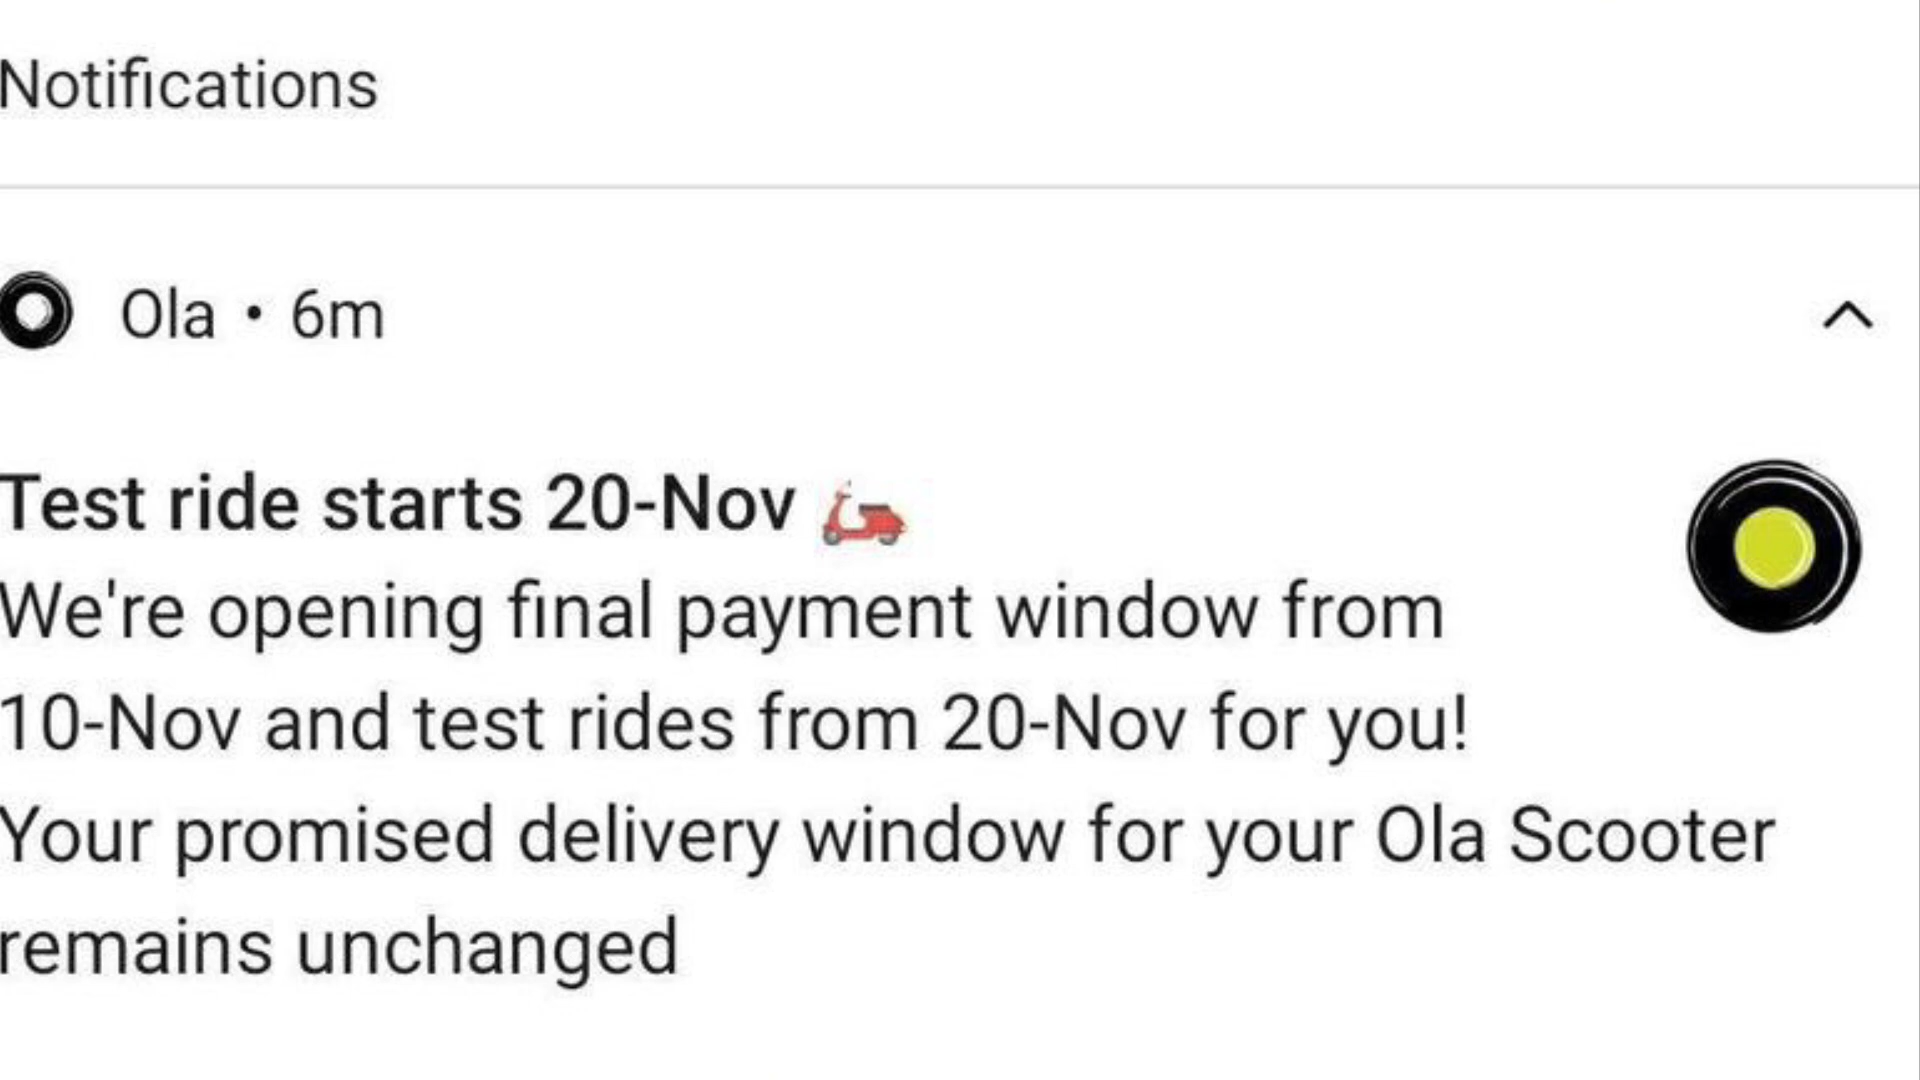 Notifications
Ola • 6m
Test ride starts 20-Nov 🛵
We're opening final payment window from
10-Nov and test rides from 20-Nov for you!
Your promised delivery window for your Ola Scooter
remains unchanged